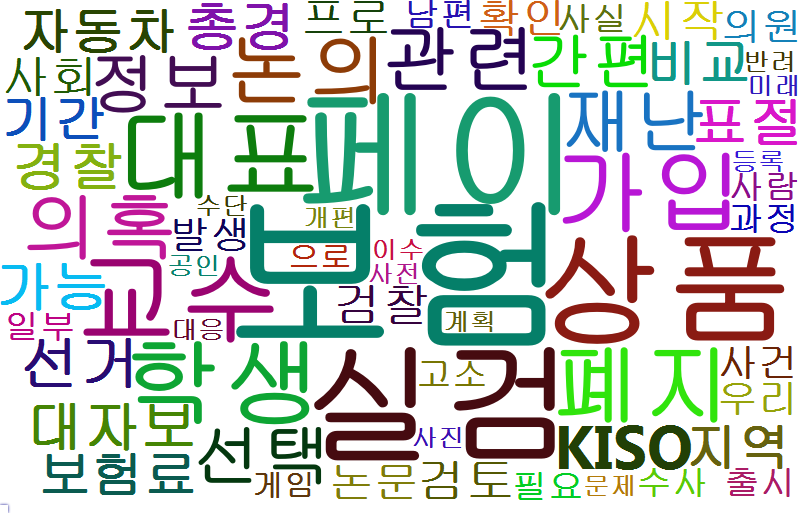 자동차 총경 프로 남편 확인 사실 시작 의원
사회 정보 논의 관련 간편 비교 반려
미래
기간 대표 페이 재난 표절
경찰 가입 등록
사람
의혹 수단 개편 과정
발생 보험 상품
공인 으로 이수
사전
가능 교수 검찰 계획
일부 대응
선거 학생 실검 고소 폐지 사건
우리
대자보 선택 사진 KISO 지역
보험료 게임 논문 검토 필요 문제 수사 출시